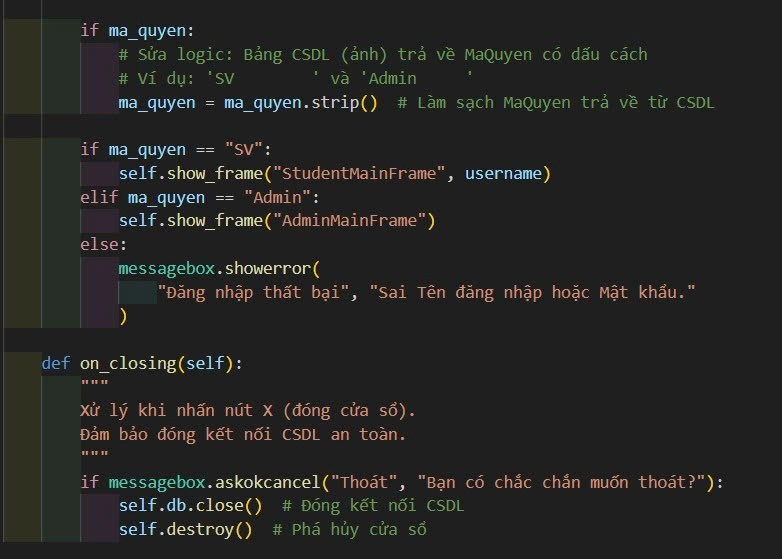 if ma_quyen:
# Sửa logic: Bảng CSDL (ảnh) trả về MaQuyen có dấu cách
# Ví dụ: 'SV        ' và 'Admin     '
ma_quyen = ma_quyen.strip()  # Làm sạch MaQuyen trả về từ CSDL
if ma_quyen == "SV":
self.show_frame("StudentMainFrame", username)
elif ma_quyen == "Admin":
self.show_frame("AdminMainFrame")
else:
messagebox.showerror(
"Đăng nhập thất bại", "Sai Tên đăng nhập hoặc Mật khẩu."
)
def on_closing(self):
"""
Xử lý khi nhấn nút X (đóng cửa sổ).
Đảm bảo đóng kết nối CSDL an toàn.
"""
if messagebox.askokcancel("Thoát", "Bạn có chắc chắn muốn thoát?"):
self.db.close()  # Đóng kết nối CSDL
self.destroy()  # Phá hủy cửa sổ